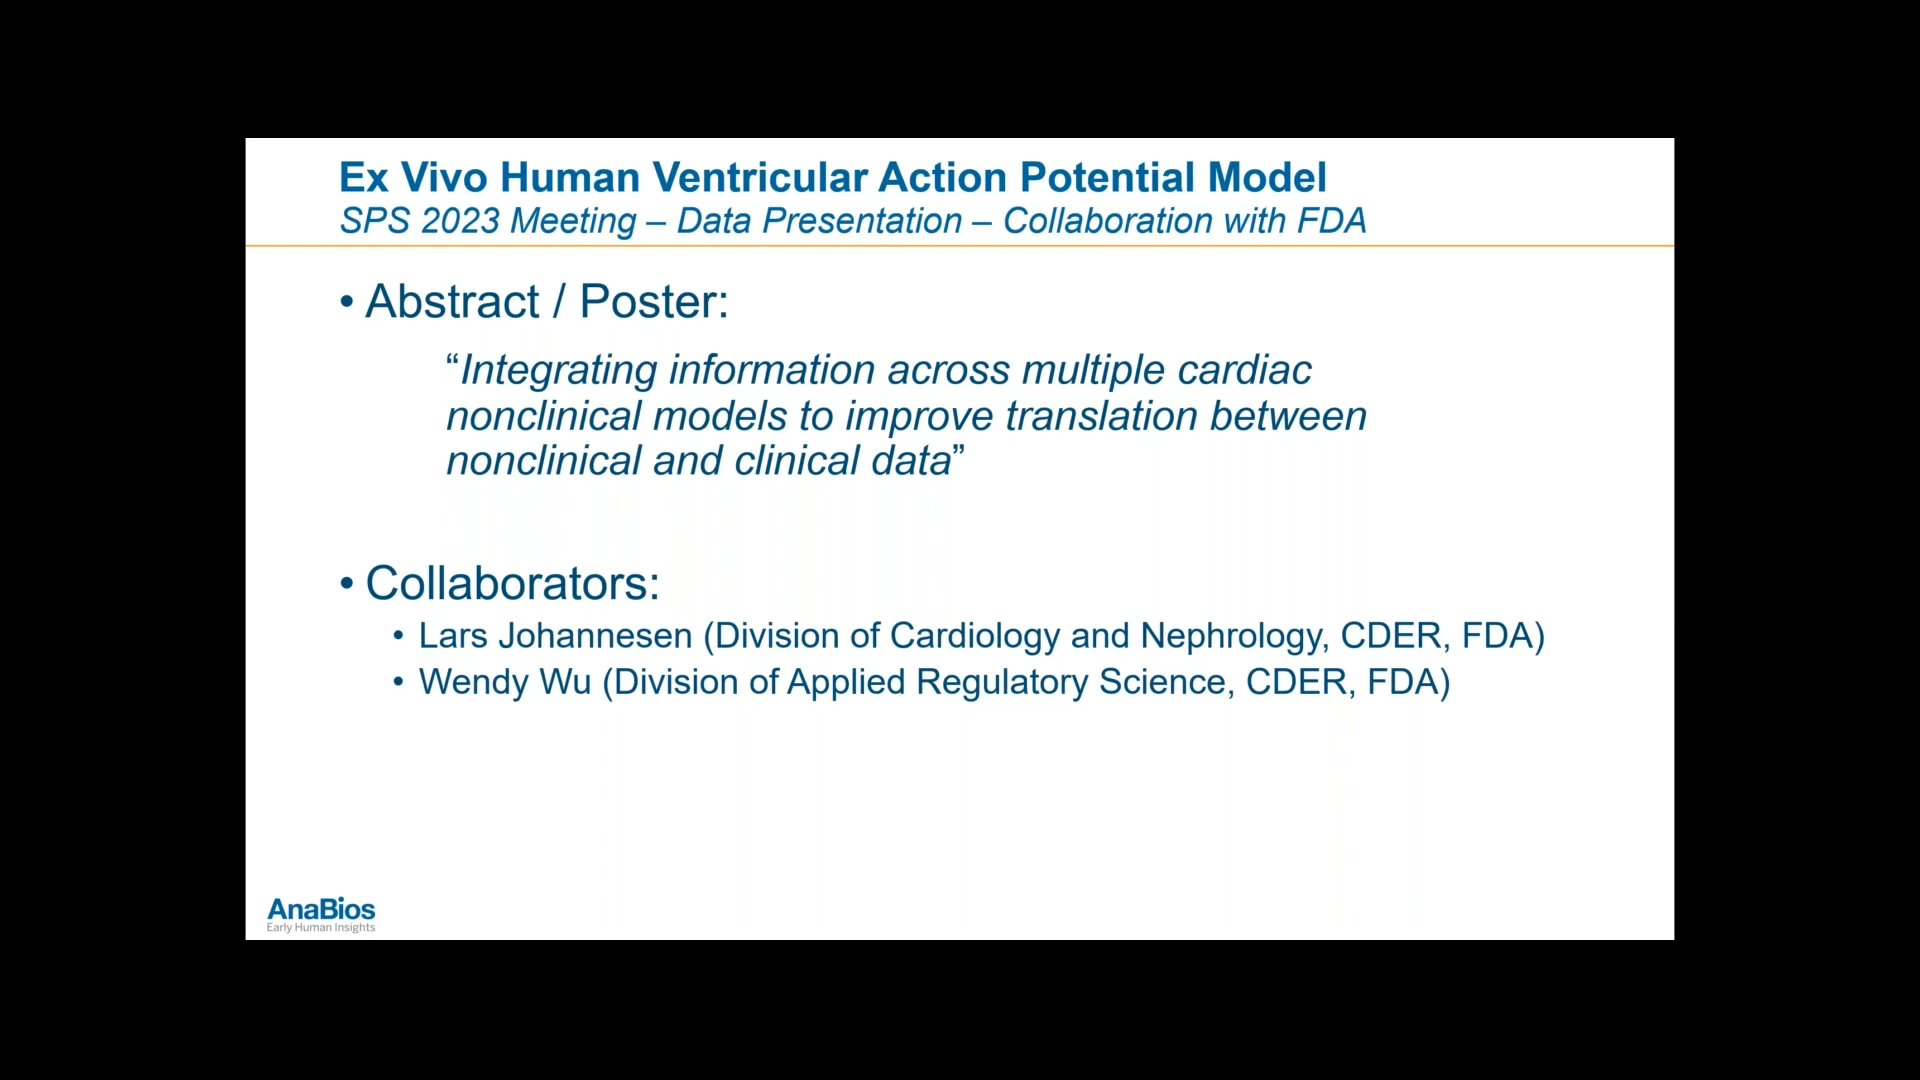 Ex Vivo Human Ventricular Action Potential Model
SPS 2023 Meeting – Data Presentation – Collaboration with FDA
• Abstract / Poster:
“Integrating information across multiple cardiac
nonclinical models to improve translation between
nonclinical and clinical data”
• Collaborators:
• Lars Johannesen (Division of Cardiology and Nephrology, CDER, FDA)
• Wendy Wu (Division of Applied Regulatory Science, CDER, FDA)
AnaBios
Early Human Insights